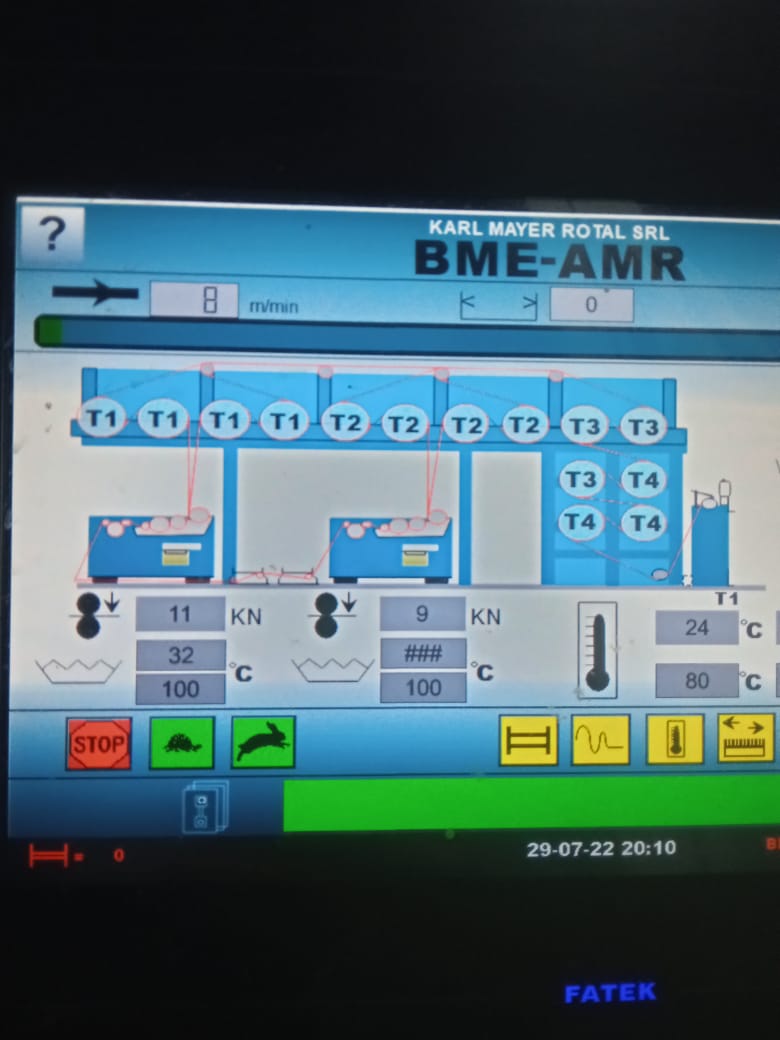 ?
KARL MAYER ROTAL SRL
BME-AMR
8 m/min
0
T1 T1 T1 T1 T2 T2 T2 T2 T3 T3
T3 T4
T4 T4
T1
11 KN
9 KN
24 °C
32
### 
°C
°C
100
100
80 °C
STOP
= 0
29-07-22 20:10
FATEK